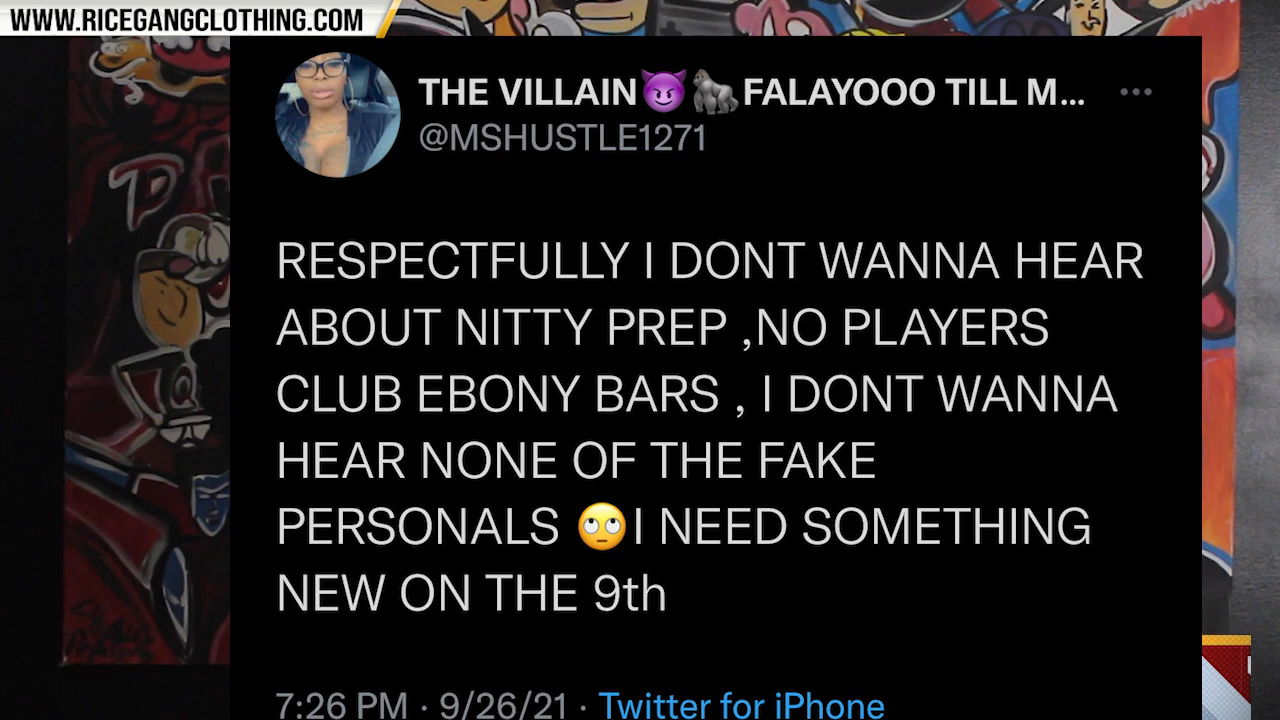 WWW.RICEGANGCLOTHING.COM
THE VILLAIN😈🦍FALAYOOO TILL M...
@MSHUSTLE1271
RESPECTFULLY I DONT WANNA HEAR
ABOUT NITTY PREP ,NO PLAYERS
CLUB EBONY BARS , I DONT WANNA
HEAR NONE OF THE FAKE
PERSONALS 🙄I NEED SOMETHING
NEW ON THE 9th
7:26 PM · 9/26/21 · Twitter for iPhone